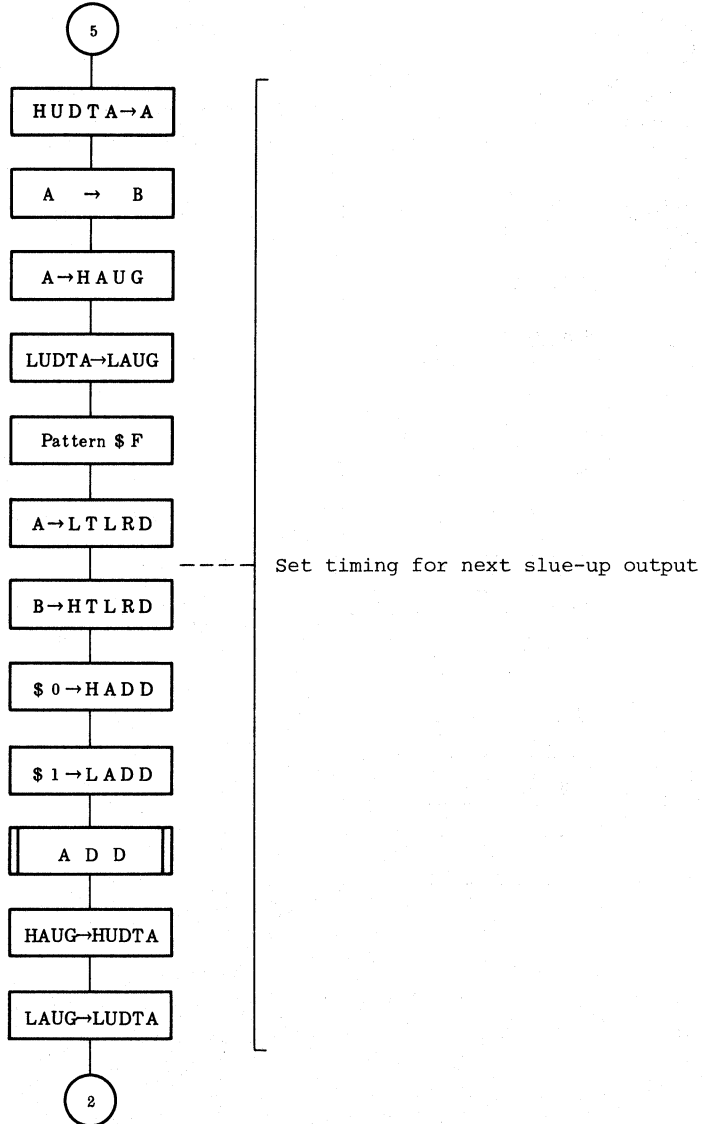 5
HUDTA→A
A → B
A→HAUG
LUDTA→LAUG
Pattern $F
A→LTLRD
Set timing for next slue-up output
B→HTLRD
$0→HADD
$1→LADD
ADD
HAUG→HUDTA
LAUG→LUDTA
2